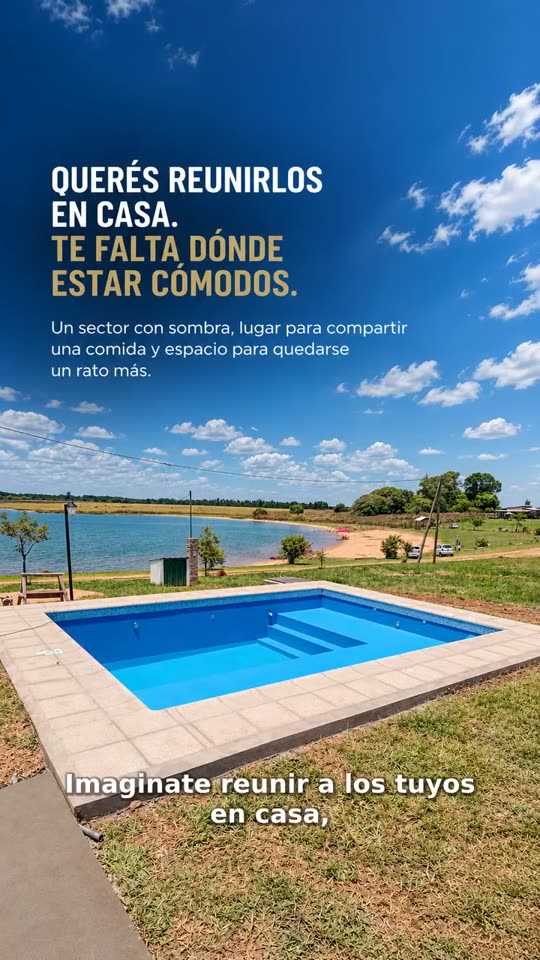 QUERÉS REUNIRLOS
EN CASA.
TE FALTA DÓNDE
ESTAR CÓMODOS.
Un sector con sombra, lugar para compartir
una comida y espacio para quedarse
un rato más.
Imaginate reunir a los tuyos
en casa,